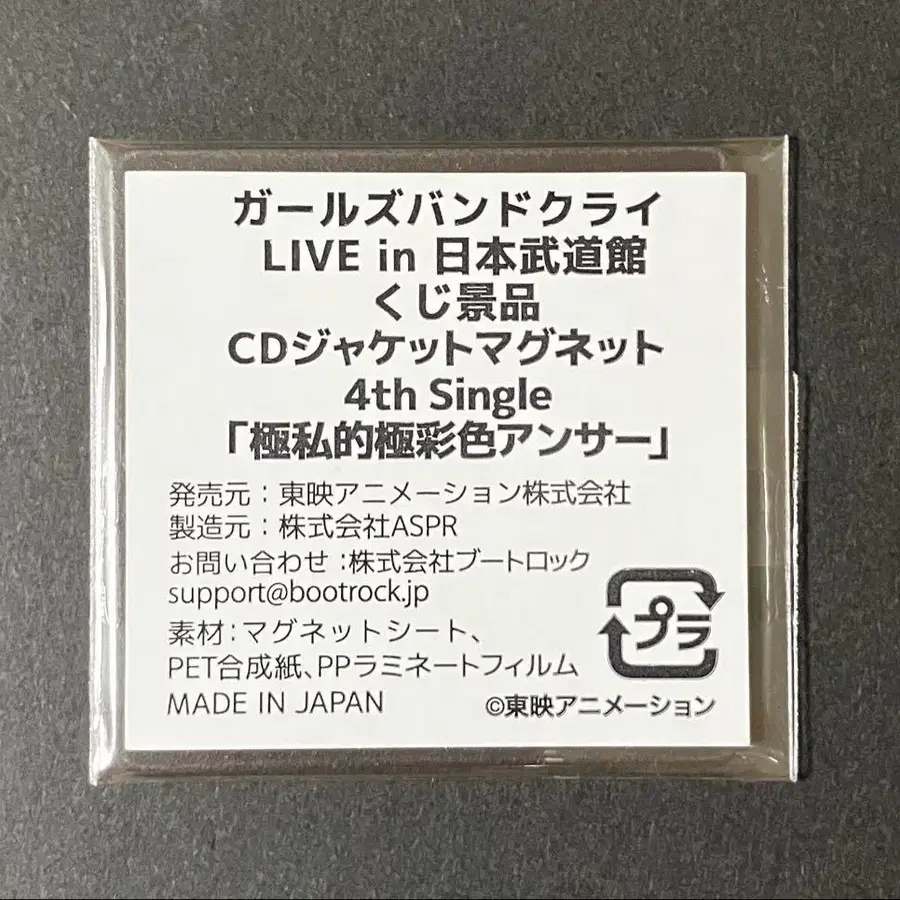 ガールズバンドクライ
LIVE in 日本武道館
くじ景品
CDジャケットマグネット
4th Single
「極私的極彩色アンサー」
発売元：東映アニメーション株式会社
製造元：株式会社ASPR
お問い合わせ：株式会社ブートロック
support@bootrock.jp
素材：マグネットシート、
PET合成紙、PPラミネートフィルム
MADE IN JAPAN
プラ
©東映アニメーション